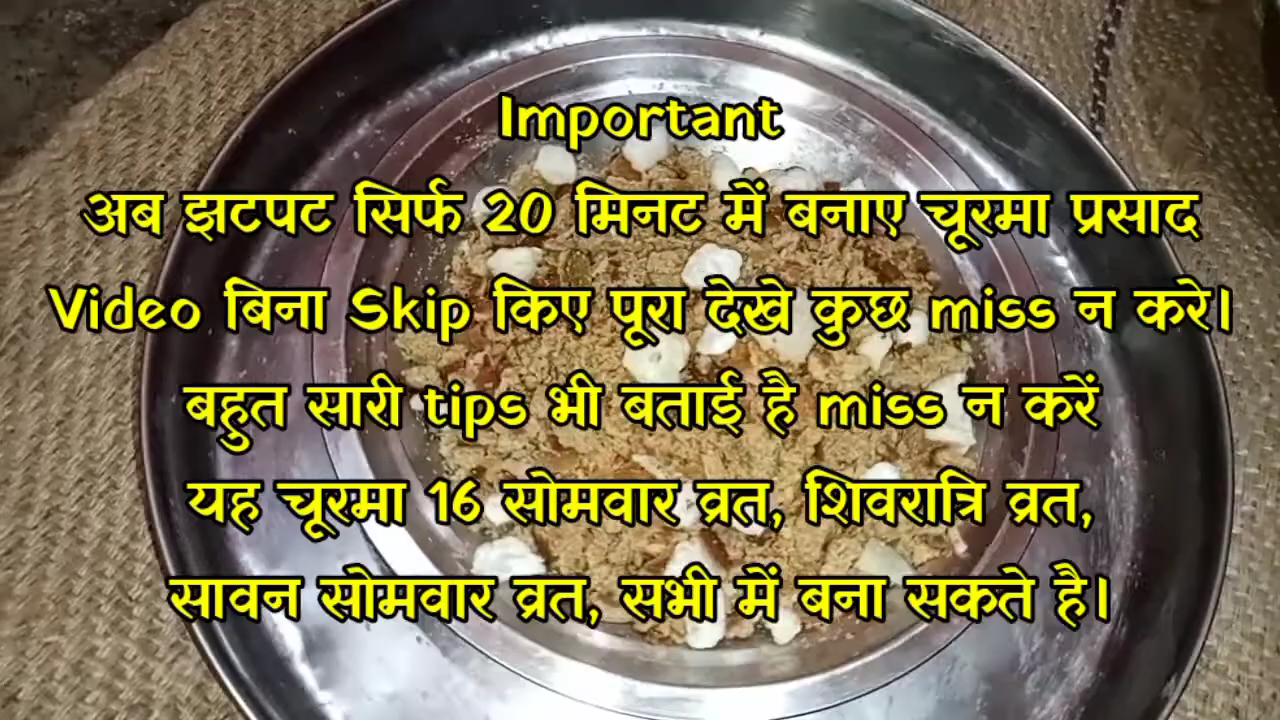 Important
अब झटपट सिर्फ 20 मिनट में बनाए चूरमा प्रसाद
Video बिना Skip किए पूरा देखे कुछ miss न करे।
बहुत सारी tips भी बताई है miss न करें
यह चूरमा 16 सोमवार व्रत, शिवरात्रि व्रत,
सावन सोमवार व्रत, सभी में बना सकते है।